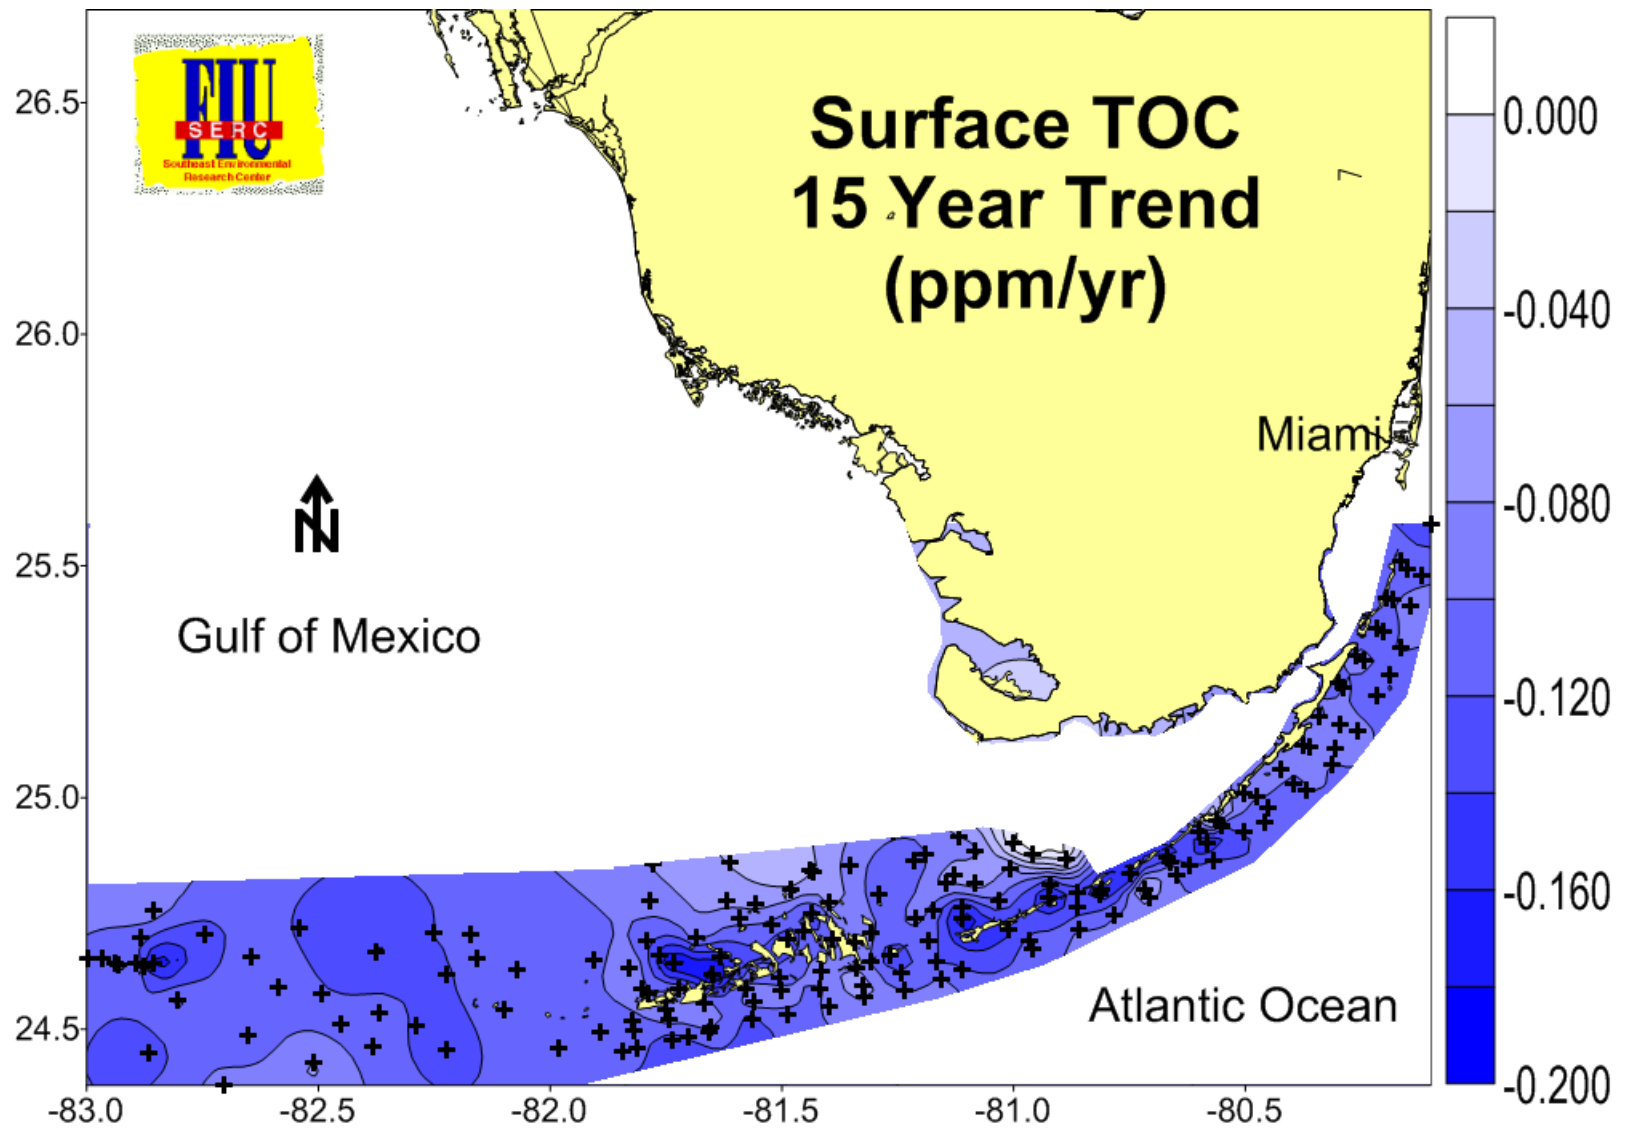 FIU
SERC
Southeast Environmental
Research Center
Surface TOC
15 Year Trend
(ppm/yr)
Miami
N
Gulf of Mexico
Atlantic Ocean
26.5
26.0
25.5
25.0
24.5
-83.0
-82.5
-82.0
-81.5
-81.0
-80.5
0.000
-0.040
-0.080
-0.120
-0.160
-0.200